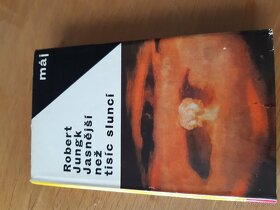 máj
Robert
Jungk
Jasnější
než
tisíc sluncí